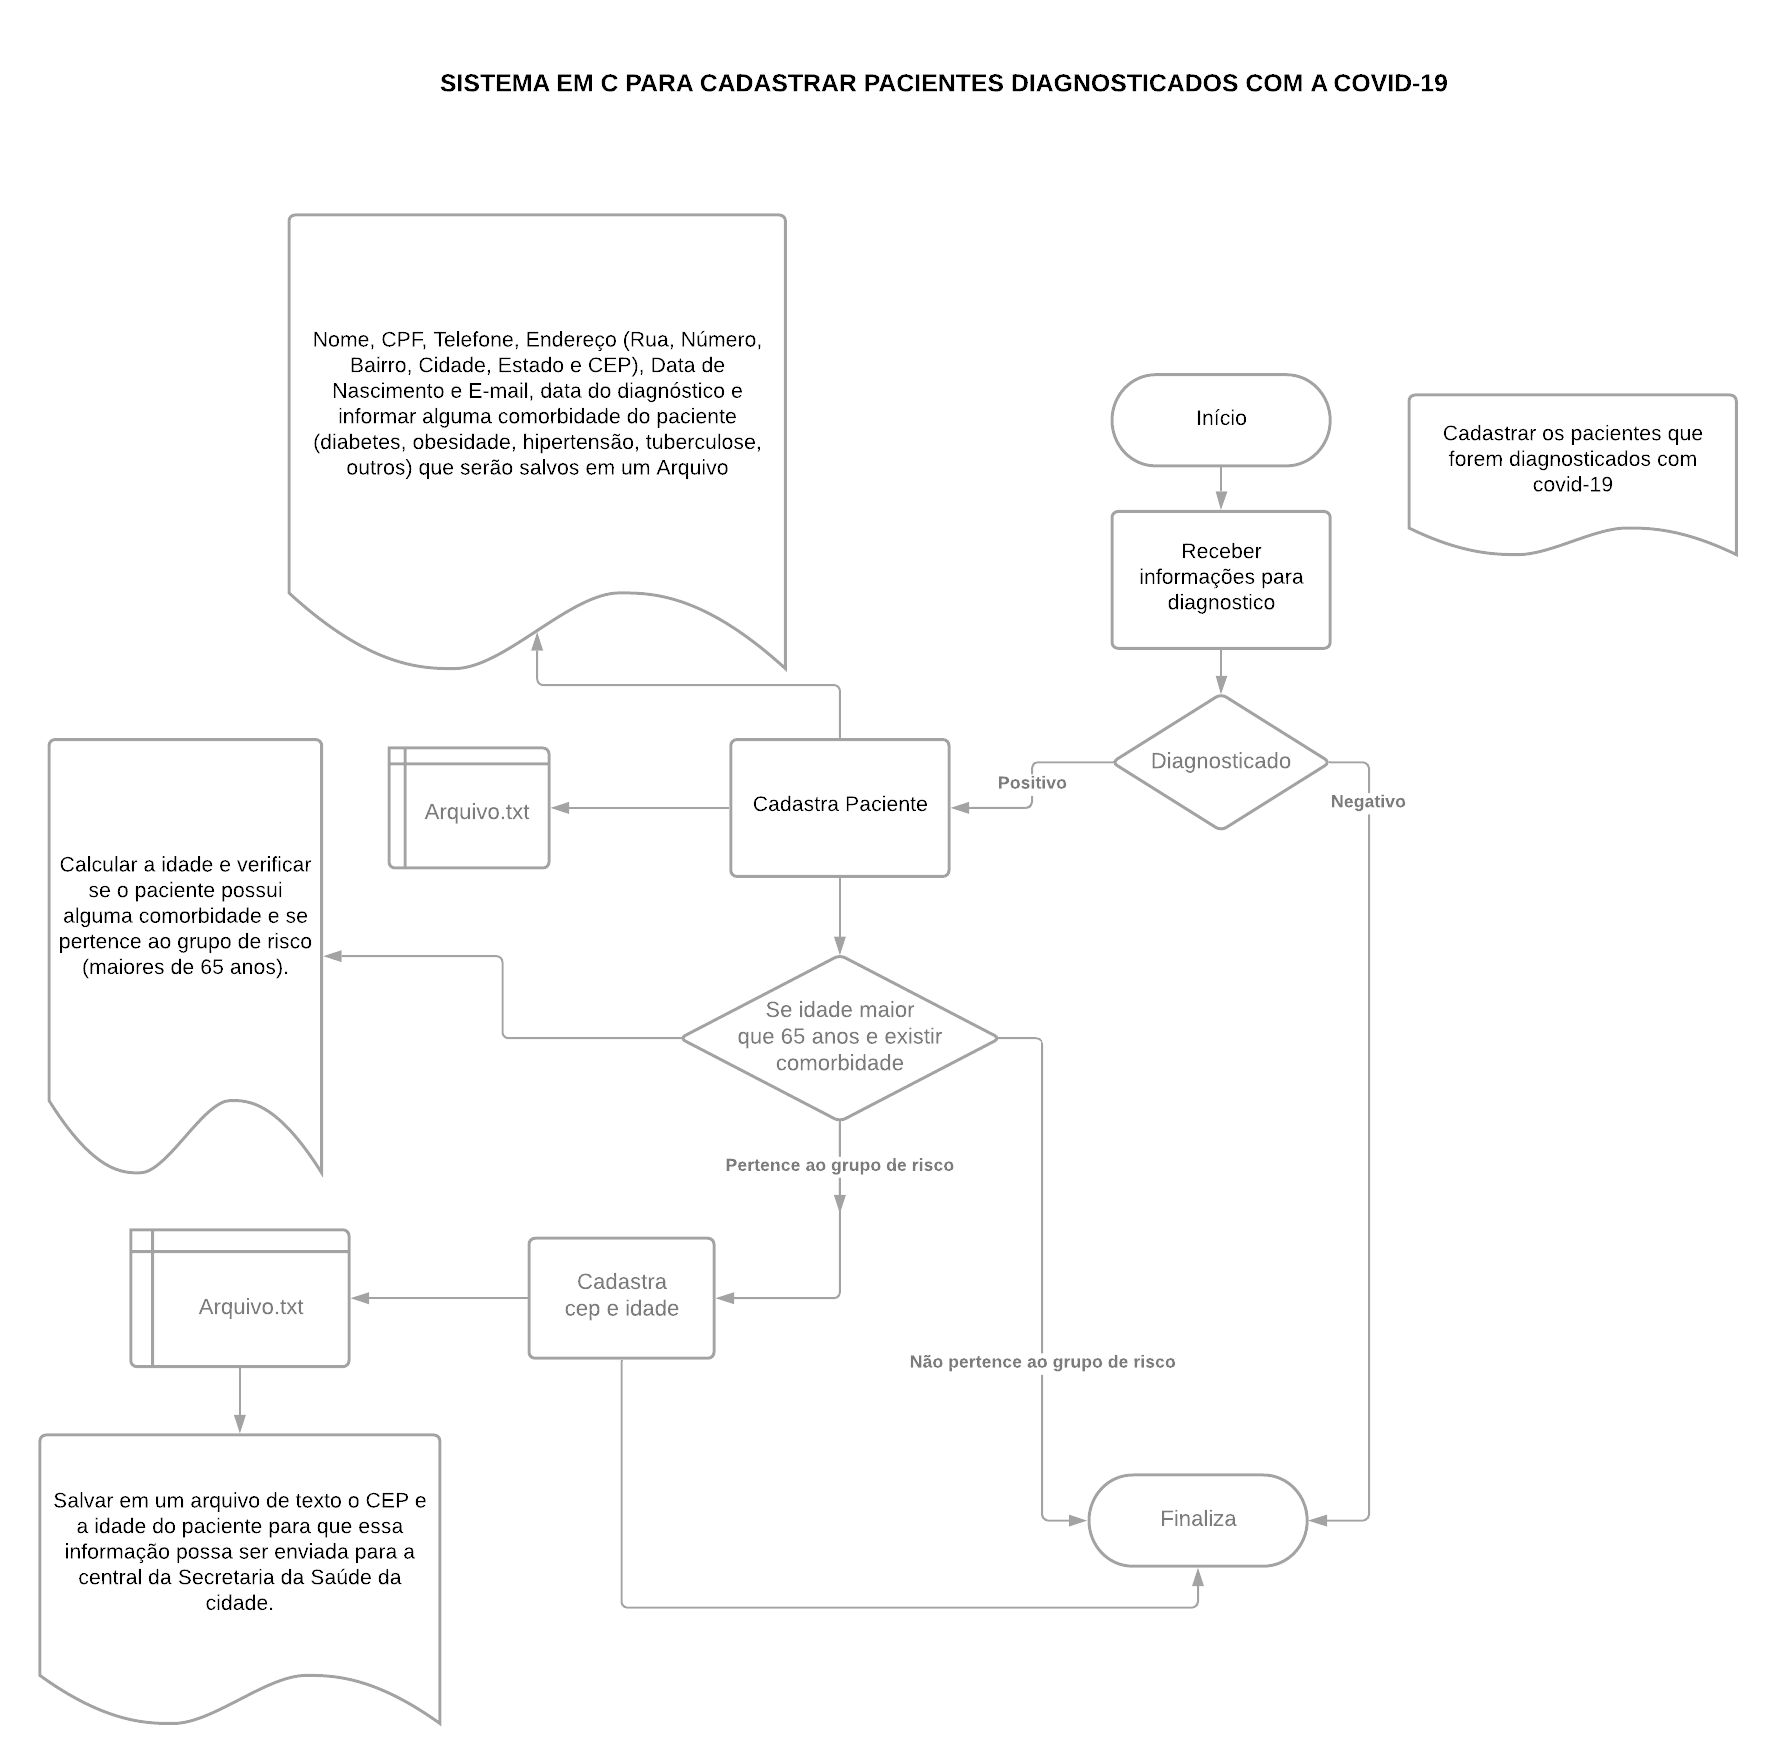 SISTEMA EM C PARA CADASTRAR PACIENTES DIAGNOSTICADOS COM A COVID-19
Nome, CPF, Telefone, Endereço (Rua, Número,
Bairro, Cidade, Estado e CEP), Data de
Nascimento e E-mail, data do diagnóstico e
informar alguma comorbidade do paciente
(diabetes, obesidade, hipertensão, tuberculose,
outros) que serão salvos em um Arquivo
Início
Cadastrar os pacientes que
forem diagnosticados com
covid-19
Receber
informações para
diagnostico
Diagnosticado
Positivo
Negativo
Cadastra Paciente
Arquivo.txt
Calcular a idade e verificar
se o paciente possui
alguma comorbidade e se
pertence ao grupo de risco
(maiores de 65 anos).
Se idade maior
que 65 anos e existir
comorbidade
Pertence ao grupo de risco
Cadastra
cep e idade
Arquivo.txt
Não pertence ao grupo de risco
Salvar em um arquivo de texto o CEP e
a idade do paciente para que essa
informação possa ser enviada para a
central da Secretaria da Saúde da
cidade.
Finaliza